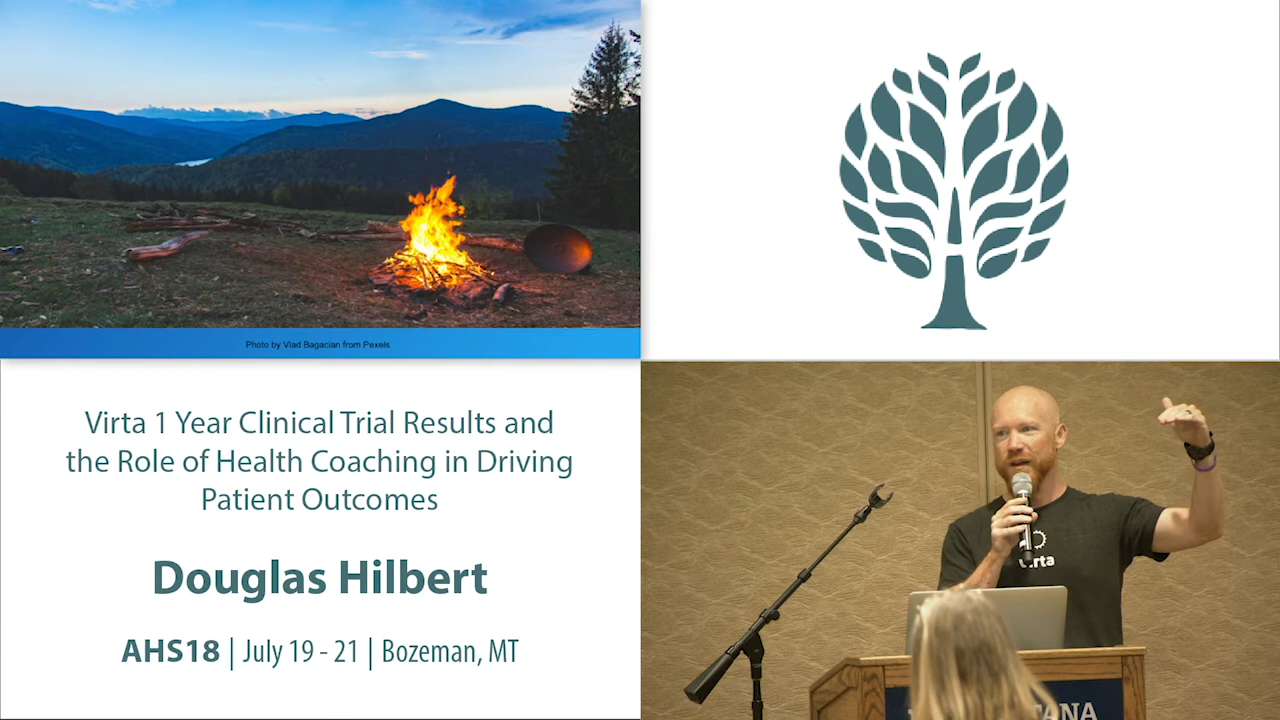 Photo by Vlad Bagacian from Pexels
Virta 1 Year Clinical Trial Results and
the Role of Health Coaching in Driving
Patient Outcomes
Douglas Hilbert
AHS18 | July 19 - 21 | Bozeman, MT
virta